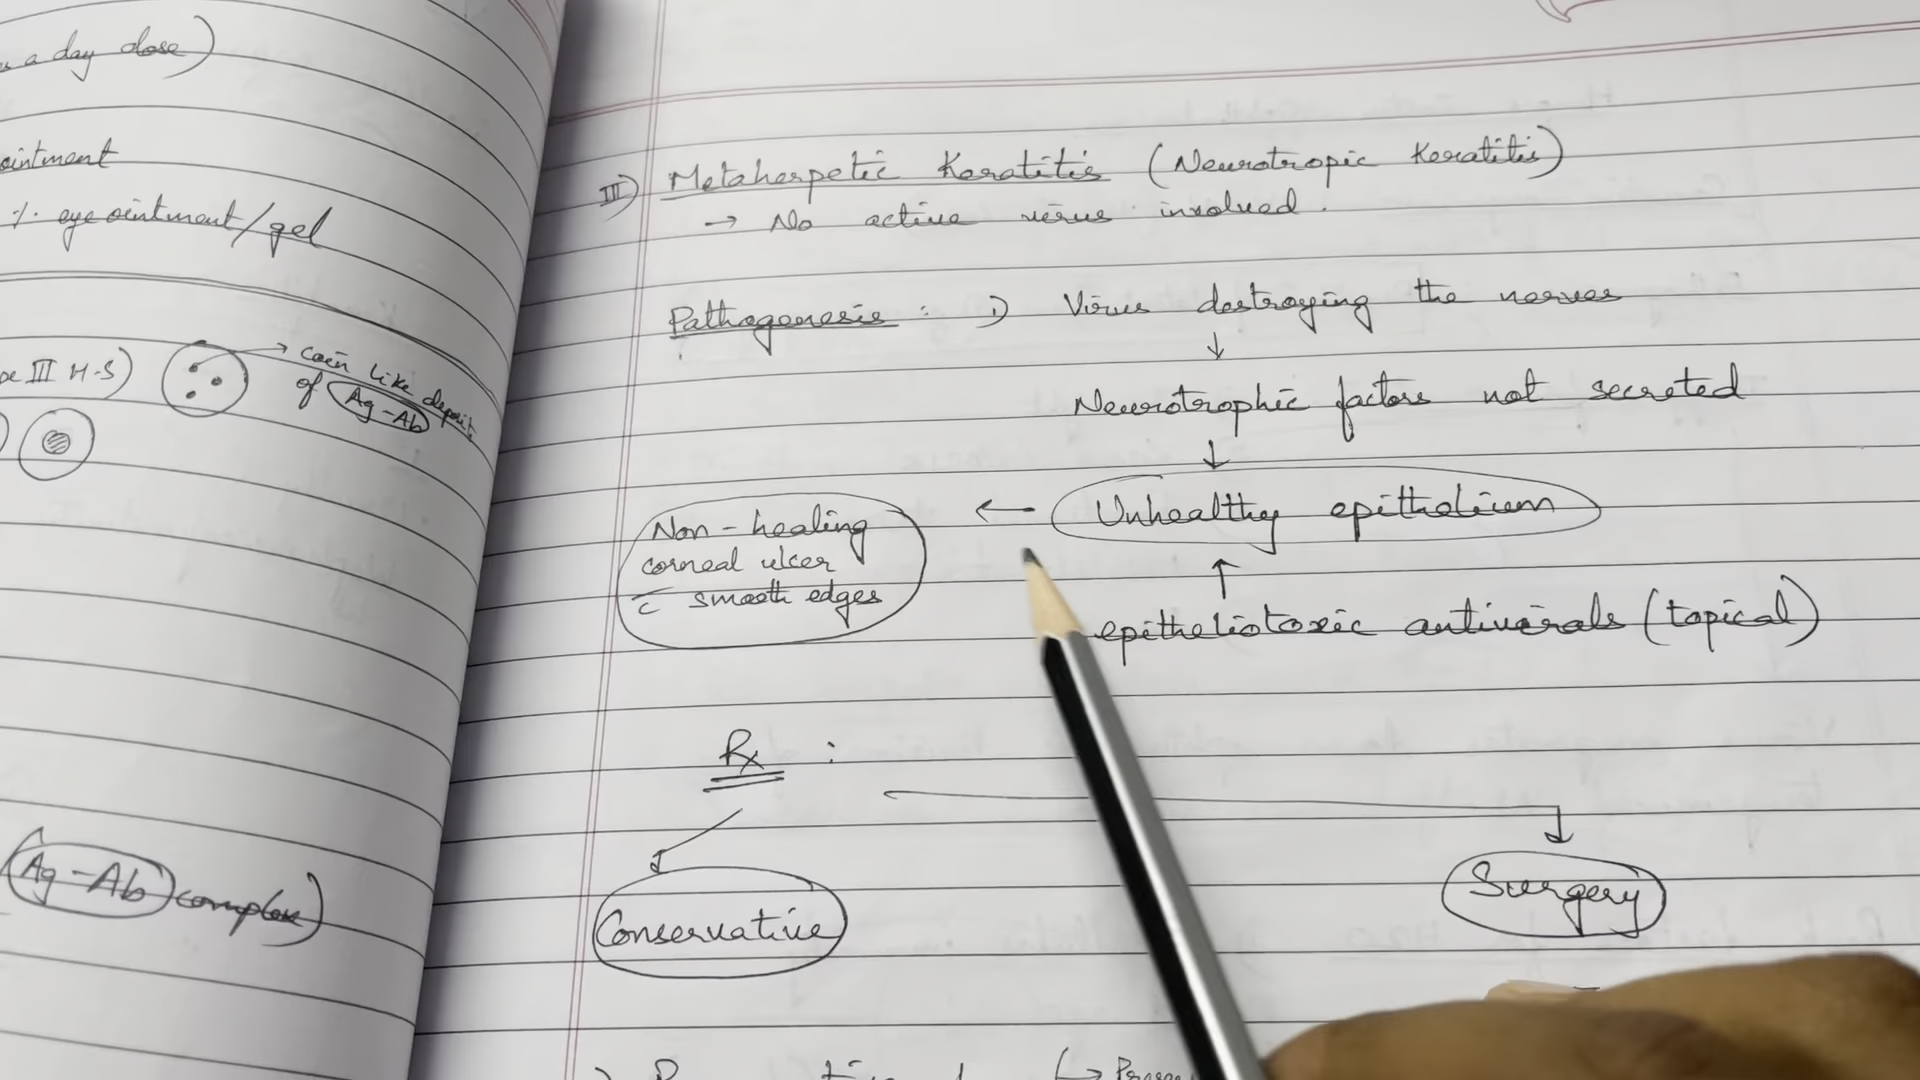 a day dose)
ointment
%. eye ointment/gel
III H-S)
coin like deposits
of Ag-Ab
Ag-Ab complex)
III) Metaherpetic Keratitis (Neurotropic Keratitis)
→ No active virus involved.
Pathogenesis : 1) Virus destroying the nerves
↓
Neurotrophic factors not secreted
↓
← Unhealthy epithelium
Non-healing
corneal ulcer
c̄ smooth edges
↑
epitheliotoxic antivirals (topical)
Rx :
Conservative
Surgery